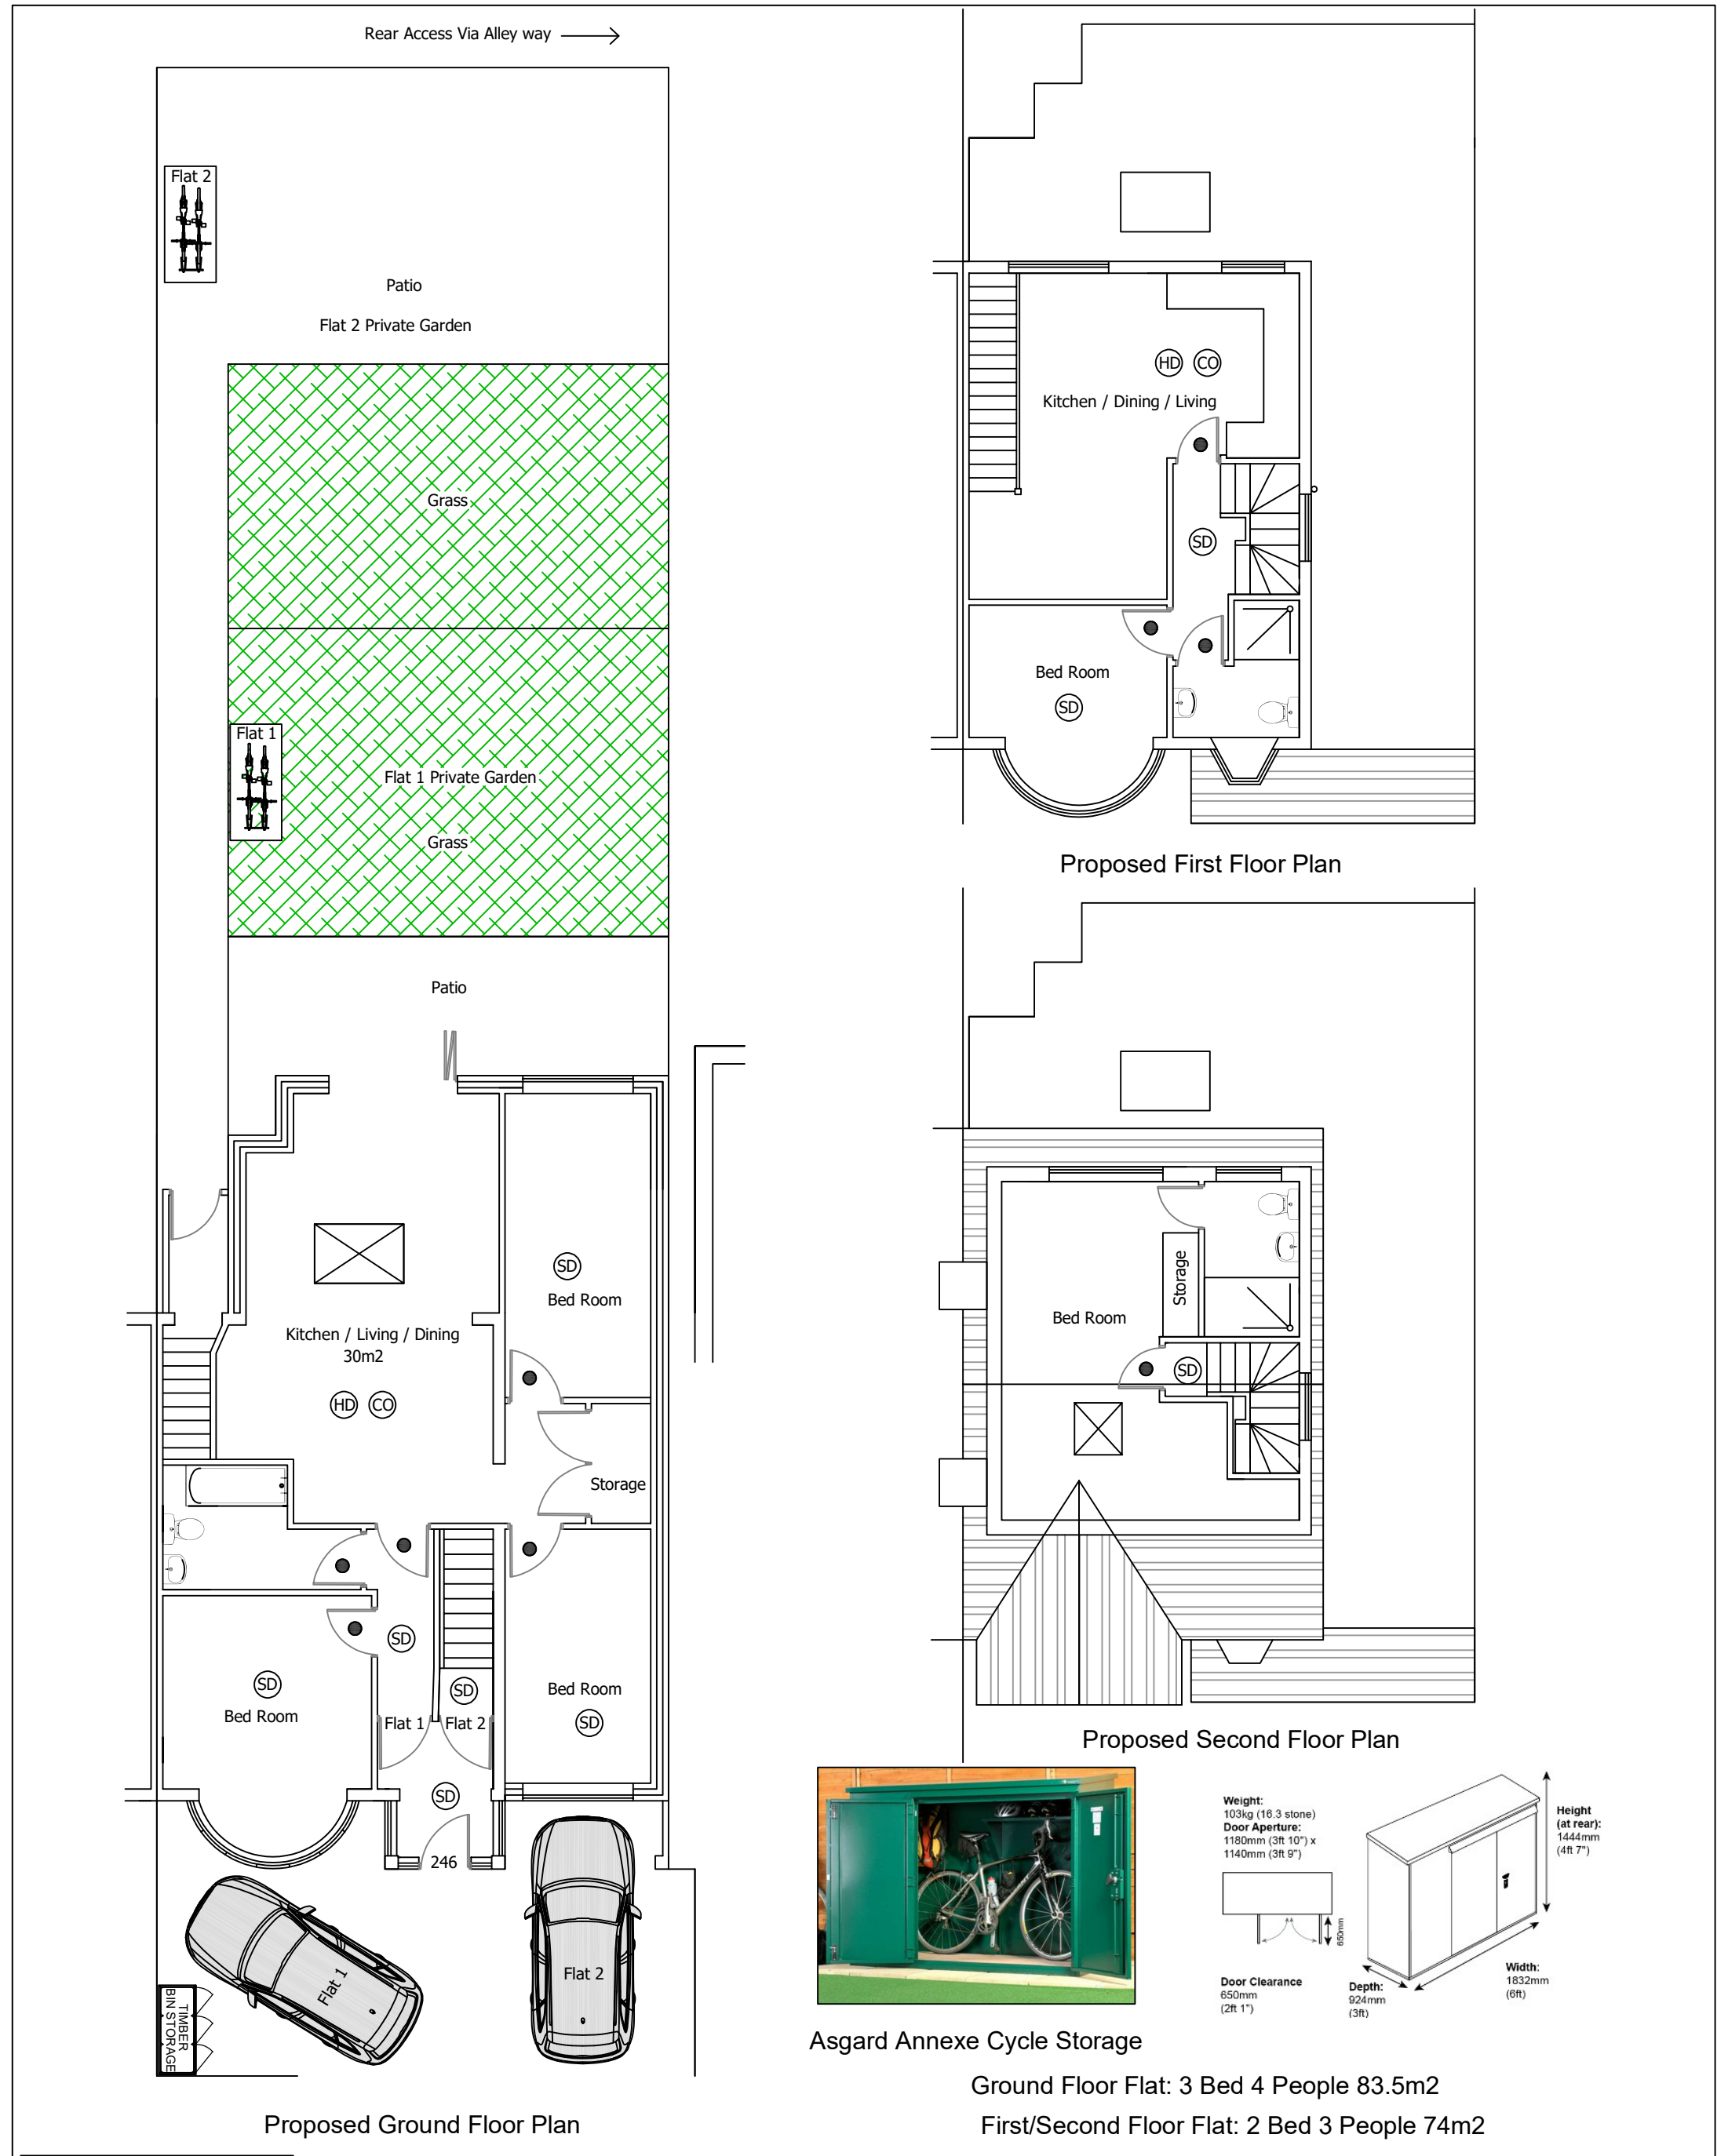 Rear Access Via Alley way
Flat 2
Patio
Flat 2 Private Garden
Grass
Flat 1
Flat 1 Private Garden
Grass
Patio
SD
Bed Room
Kitchen / Living / Dining
30m2
HD CO
Storage
SD
SD
Bed Room
SD
Bed Room
SD
Flat 1
Flat 2
SD
246
Flat 1
Flat 2
TIMBER
BIN STORAGE
Proposed Ground Floor Plan
HD CO
Kitchen / Dining / Living
SD
Bed Room
SD
Proposed First Floor Plan
Storage
Bed Room
SD
Proposed Second Floor Plan
Weight:
103kg (16.3 stone)
Door Aperture:
1180mm (3ft 10") x
1140mm (3ft 9")
650mm
Door Clearance
650mm
(2ft 1")
Height
(at rear):
1444mm
(4ft 7")
Width:
1832mm
(6ft)
Depth:
924mm
(3ft)
Asgard Annexe Cycle Storage
Ground Floor Flat: 3 Bed 4 People 83.5m2
First/Second Floor Flat: 2 Bed 3 People 74m2